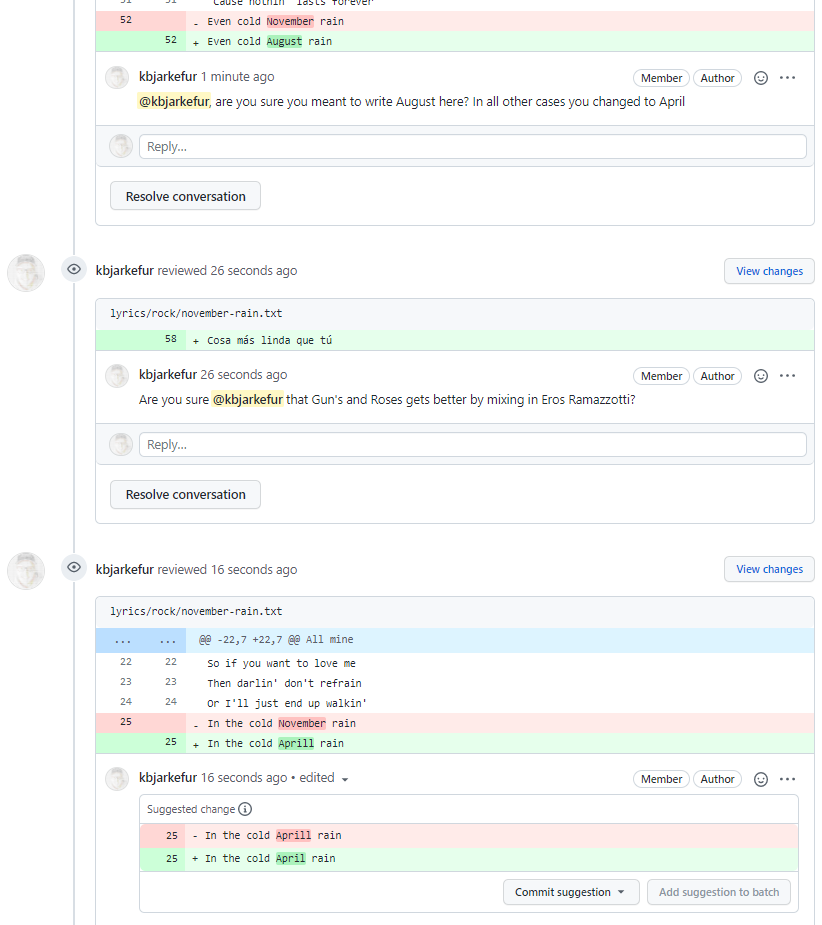 51 51 'Cause nothin' lasts forever
52 - Even cold November rain
52 + Even cold August rain
kbjarkefur 1 minute ago Member Author
@kbjarkefur, are you sure you meant to write August here? In all other cases you changed to April
Reply...
Resolve conversation
kbjarkefur reviewed 26 seconds ago View changes
lyrics/rock/november-rain.txt
58 + Cosa más linda que tú
kbjarkefur 26 seconds ago Member Author
Are you sure @kbjarkefur that Gun's and Roses gets better by mixing in Eros Ramazzotti?
Reply...
Resolve conversation
kbjarkefur reviewed 16 seconds ago View changes
lyrics/rock/november-rain.txt
... ... @@ -22,7 +22,7 @@ All mine
22 22 So if you want to love me
23 23 Then darlin' don't refrain
24 24 Or I'll just end up walkin'
25 - In the cold November rain
25 + In the cold Aprill rain
kbjarkefur 16 seconds ago • edited Member Author
Suggested change
25 - In the cold Aprill rain
25 + In the cold April rain
Commit suggestion Add suggestion to batch